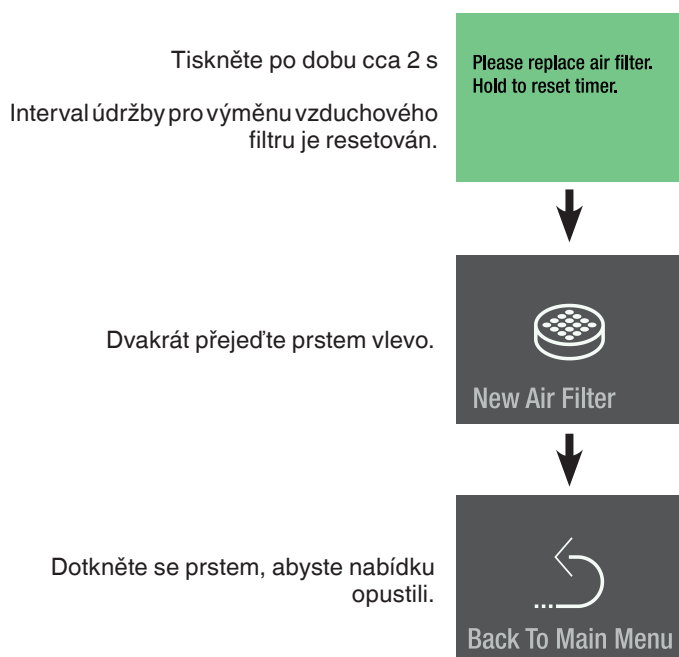 Tiskněte po dobu cca 2 s
Interval údržby pro výměnu vzduchového
filtru je resetován.
Please replace air filter.
Hold to reset timer.
Dvakrát přejeďte prstem vlevo.
New Air Filter
Dotkněte se prstem, abyste nabídku
opustili.
Back To Main Menu